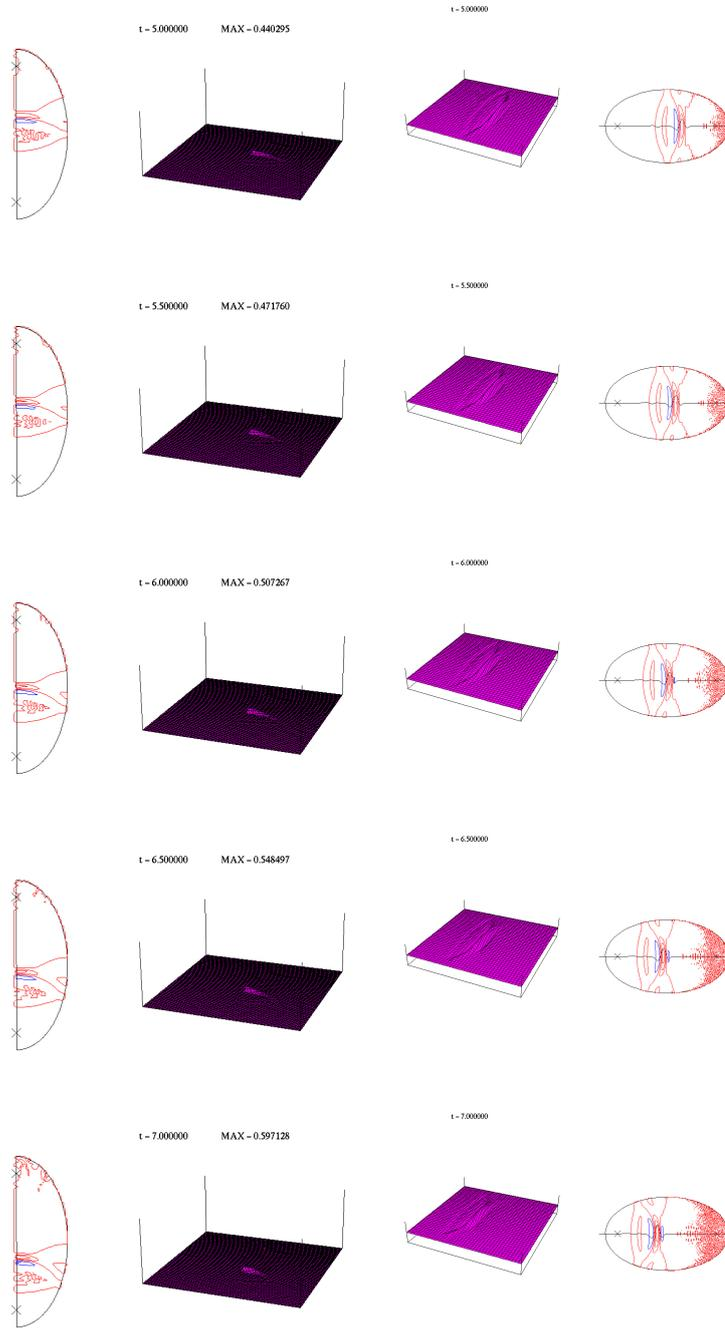 t = 5.000000
t = 5.000000 MAX = 0.440295
t = 5.500000
t = 5.500000 MAX = 0.471760
t = 6.000000
t = 6.000000 MAX = 0.507267
t = 6.500000
t = 6.500000 MAX = 0.548497
t = 7.000000
t = 7.000000 MAX = 0.597128